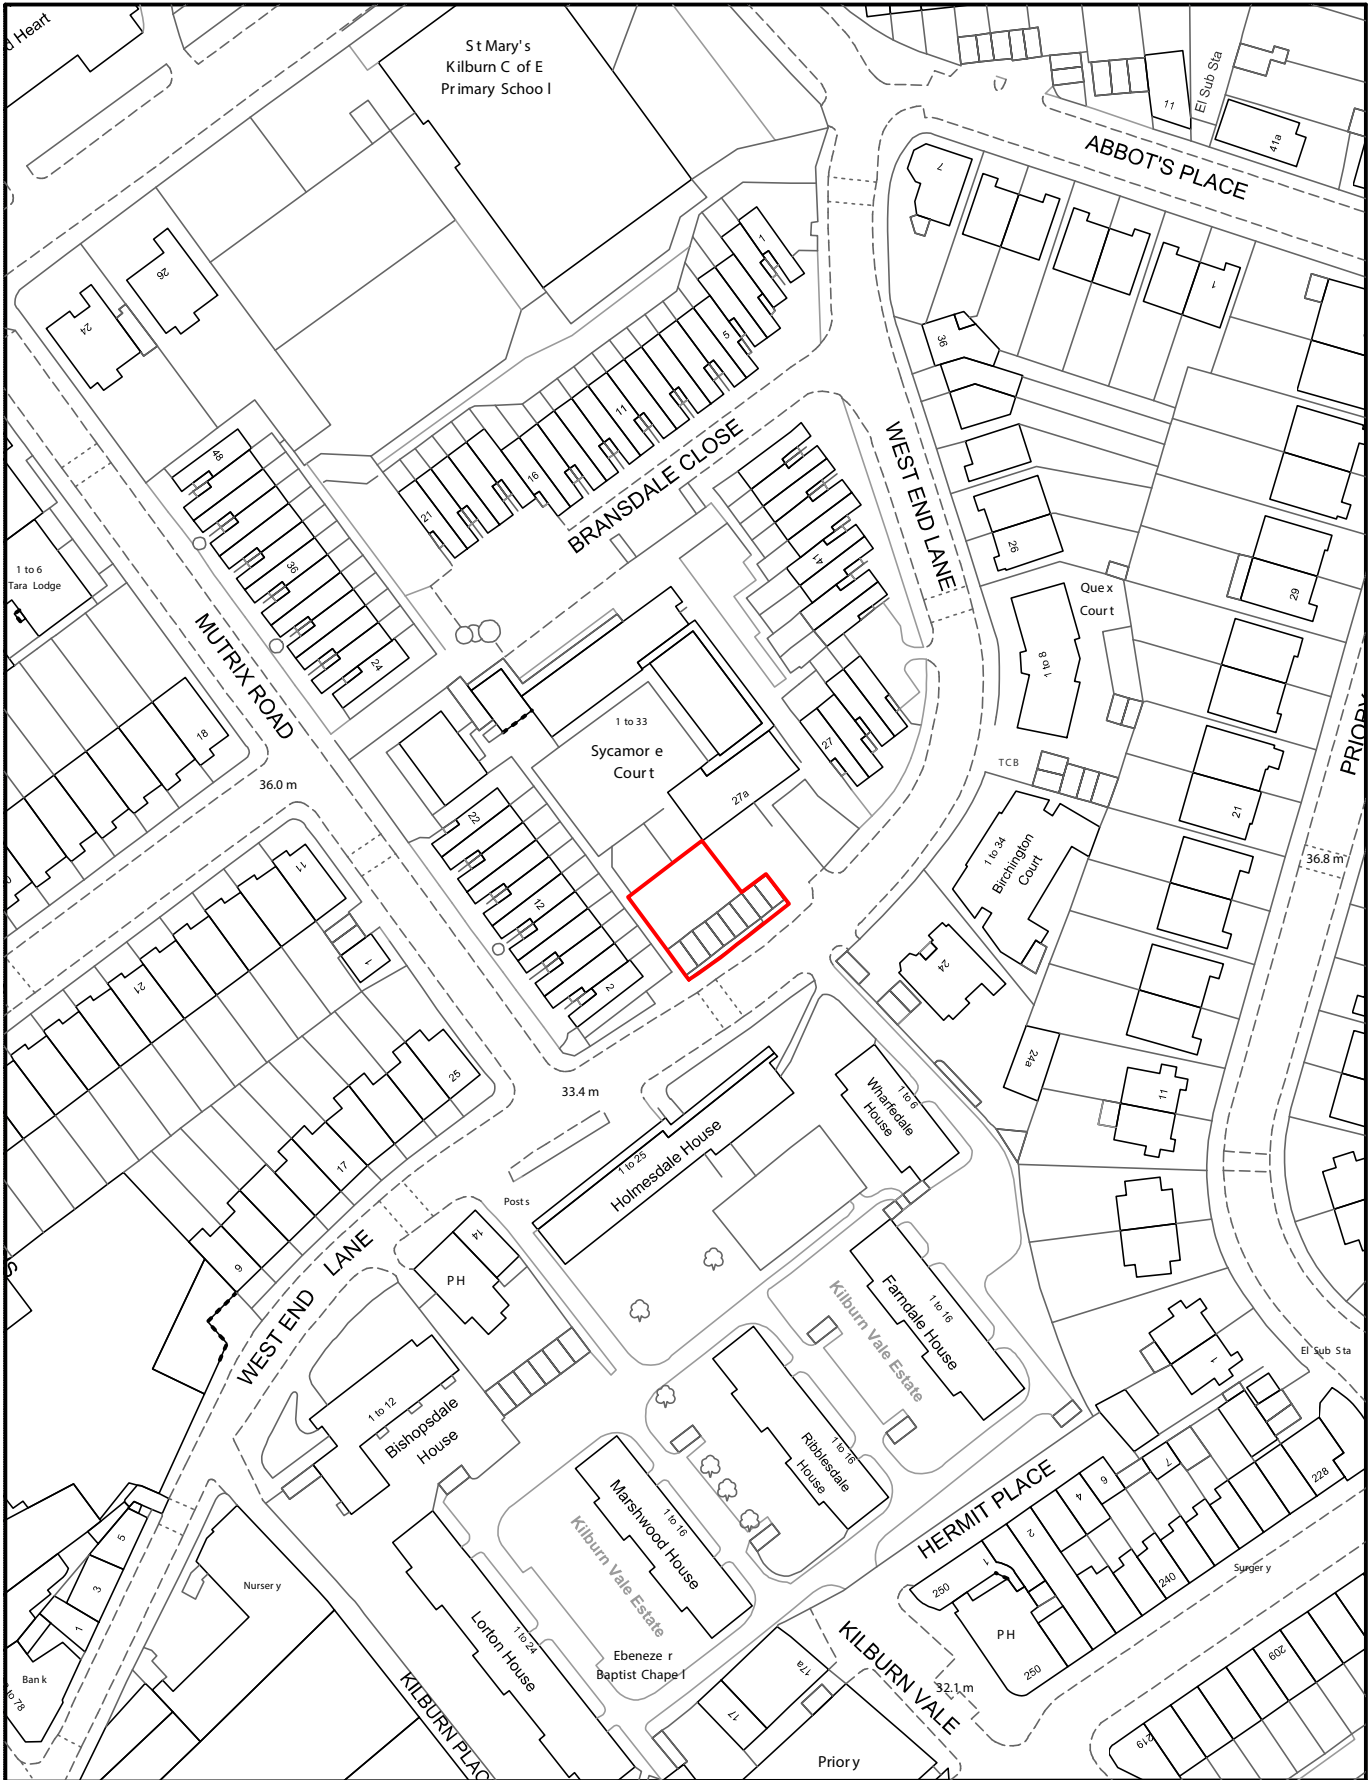 d Heart
St Mary's
Kilburn C of E
Primary School
El Sub Sta
11
41a
ABBOT'S PLACE
7
1
26
24
1
5
36
11
48
16
21
BRANSDALE CLOSE
WEST END LANE
26
41
36
1 to 6
Tara Lodge
Quex
Court
29
MUTRIX ROAD
24
1 to 8
18
1 to 33
Sycamore
Court
27
TCB
PRIORY
36.0 m
27a
21
22
1 to 34
Birchington
Court
36.8 m
11
12
1
24
21
2
24a
25
33.4 m
1 to 6
Wharfedale
House
11
17
1 to 25
Holmesdale House
Posts
14
9
PH
WEST END LANE
1 to 16
Farndale House
Kilburn Vale Estate
El Sub Sta
1
1 to 12
Bishopsdale
House
1 to 16
Ribblesdale
House
228
7
6
4
2
1
HERMIT PLACE
1 to 16
Marshwood House
Kilburn Vale Estate
5
3
1
Nursery
240
Surgery
250
PH
250
1 to 24
Lorton House
Ebenezer
Baptist Chapel
KILBURN VALE
17a
17
32.1 m
209
219
Bank
to 78
KILBURN PLAC
Priory